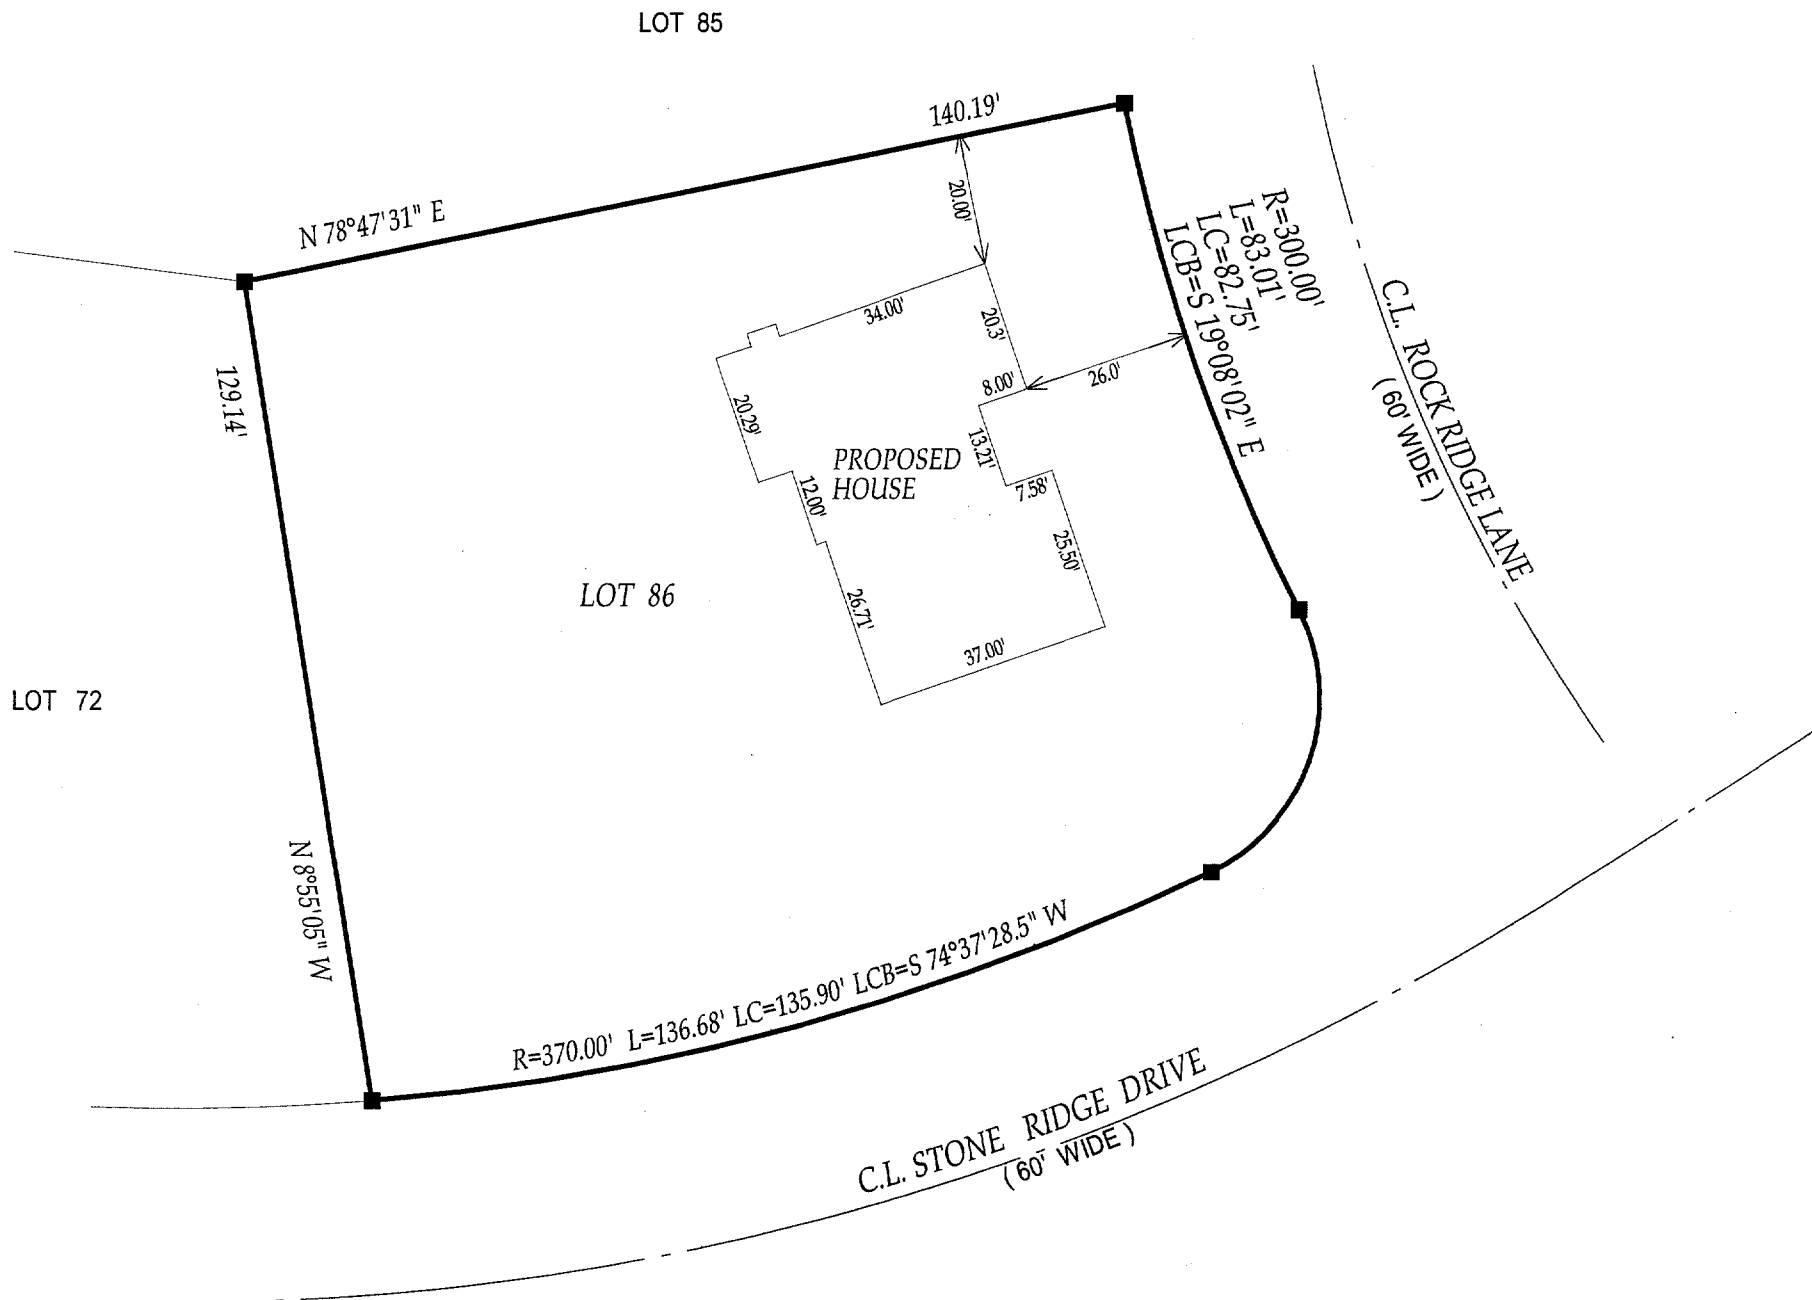 LOT 85
140.19'
N 78°47'31" E
20.00'
R=300.00'
L=83.01'
LC=82.75'
LCB=S 19°08'02" E
C.L. ROCK RIDGE LANE
( 60' WIDE )
34.00'
20.3'
8.00'
26.0'
129.14'
20.29'
13.21'
PROPOSED
HOUSE
12.00'
7.58'
25.50'
LOT 86
26.71'
37.00'
LOT 72
N 8°55'05" W
R=370.00' L=136.68' LC=135.90' LCB=S 74°37'28.5" W
C.L. STONE RIDGE DRIVE
( 60' WIDE )